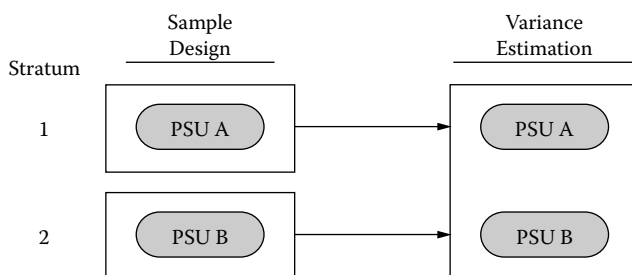 Sample
Design
Variance
Estimation
Stratum
1
PSU A
PSU A
2
PSU B
PSU B